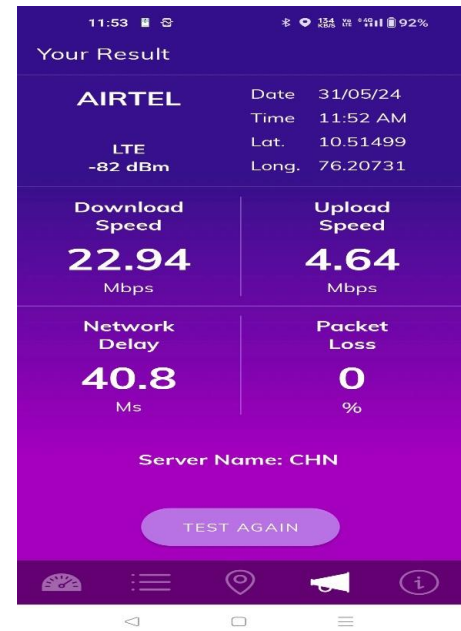 11:53 134 KB/S 92%
Your Result
AIRTEL
LTE
-82 dBm
Date 31/05/24
Time 11:52 AM
Lat. 10.51499
Long. 76.20731
Download
Speed
22.94
Mbps
Upload
Speed
4.64
Mbps
Network
Delay
40.8
Ms
Packet
Loss
0
%
Server Name: CHN
TEST AGAIN